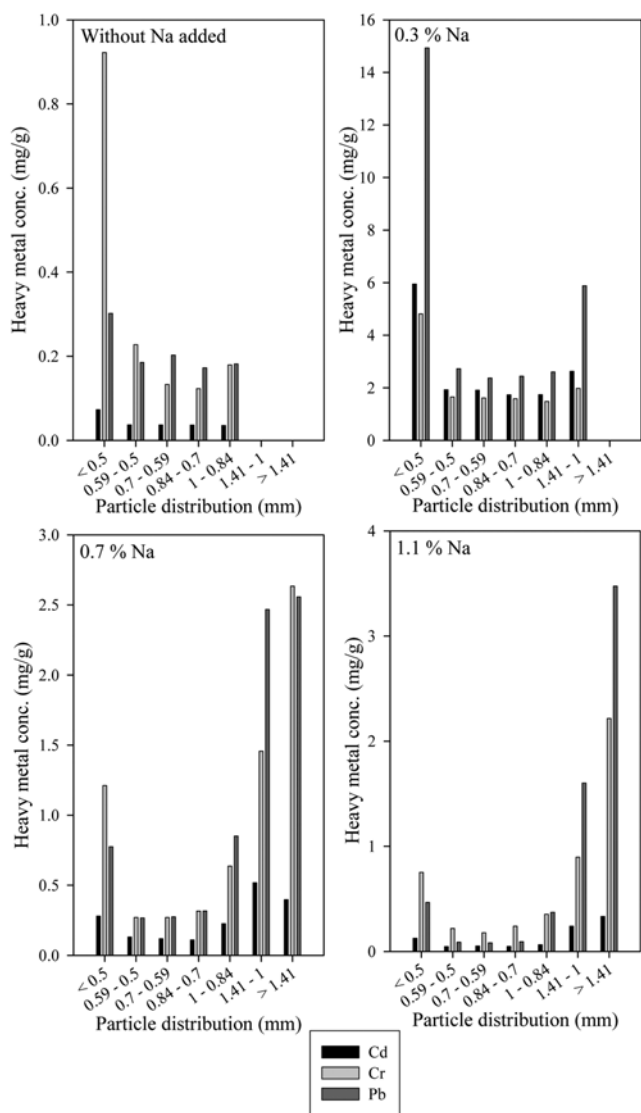 Without Na added
Heavy metal conc. (mg/g)
1.0
0.8
0.6
0.4
0.2
0.0
< 0.5
0.59 - 0.5
0.7 - 0.59
0.84 - 0.7
1 - 0.84
1.41 - 1
> 1.41
Particle distribution (mm)
0.3 % Na
Heavy metal conc. (mg/g)
16
14
12
10
8
6
4
2
0
< 0.5
0.59 - 0.5
0.7 - 0.59
0.84 - 0.7
1 - 0.84
1.41 - 1
> 1.41
Particle distribution (mm)
0.7 % Na
Heavy metal conc. (mg/g)
3.0
2.5
2.0
1.5
1.0
0.5
0.0
< 0.5
0.59 - 0.5
0.7 - 0.59
0.84 - 0.7
1 - 0.84
1.41 - 1
> 1.41
Particle distribution (mm)
1.1 % Na
Heavy metal conc. (mg/g)
4
3
2
1
0
< 0.5
0.59 - 0.5
0.7 - 0.59
0.84 - 0.7
1 - 0.84
1.41 - 1
> 1.41
Particle distribution (mm)
Cd
Cr
Pb